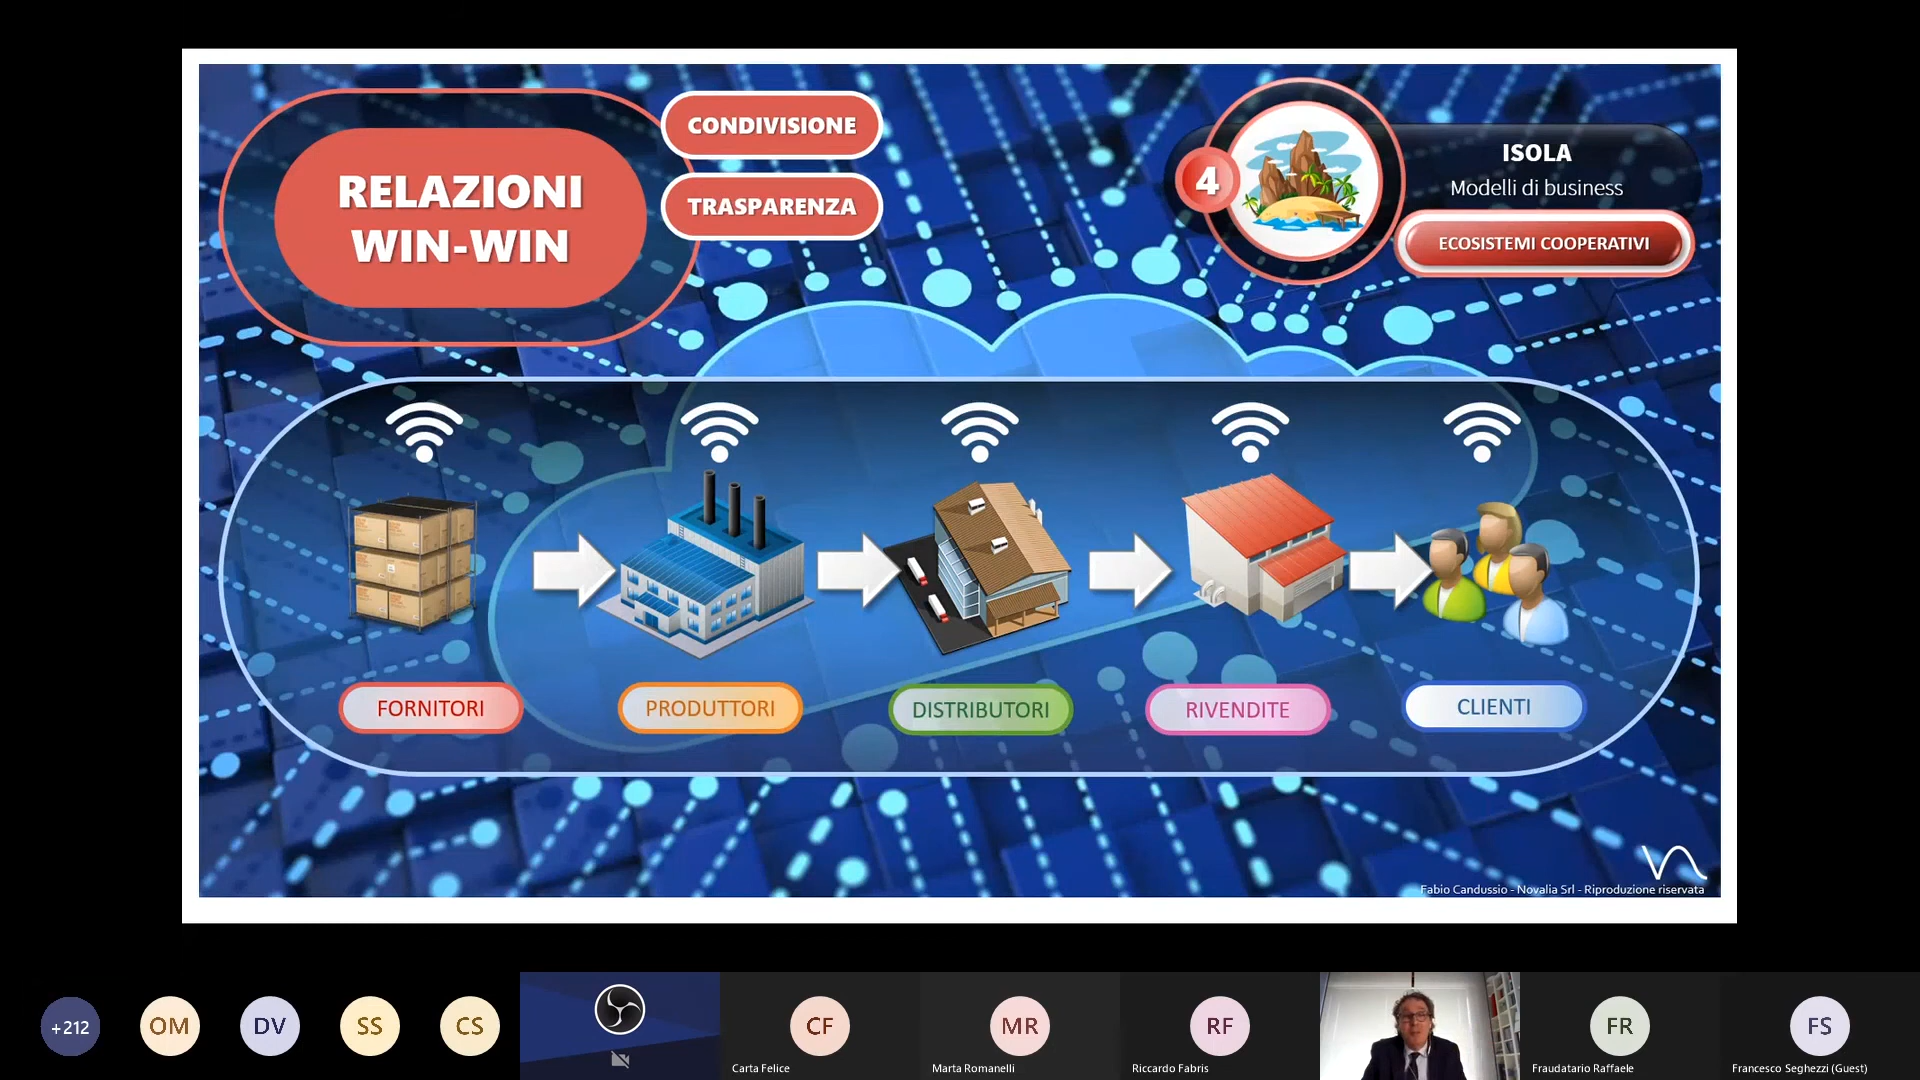 RELAZIONI
WIN-WIN
CONDIVISIONE
TRASPARENZA
4
ISOLA
Modelli di business
ECOSISTEMI COOPERATIVI
FORNITORI
PRODUTTORI
DISTRIBUTORI
RIVENDITE
CLIENTI
Fabio Candussio - Novalia Srl - Riproduzione riservata
+212
OM
DV
SS
CS
CF
Carta Felice
MR
Marta Romanelli
RF
Riccardo Fabris
FR
Fraudatario Raffaele
FS
Francesco Seghezzi (Guest)